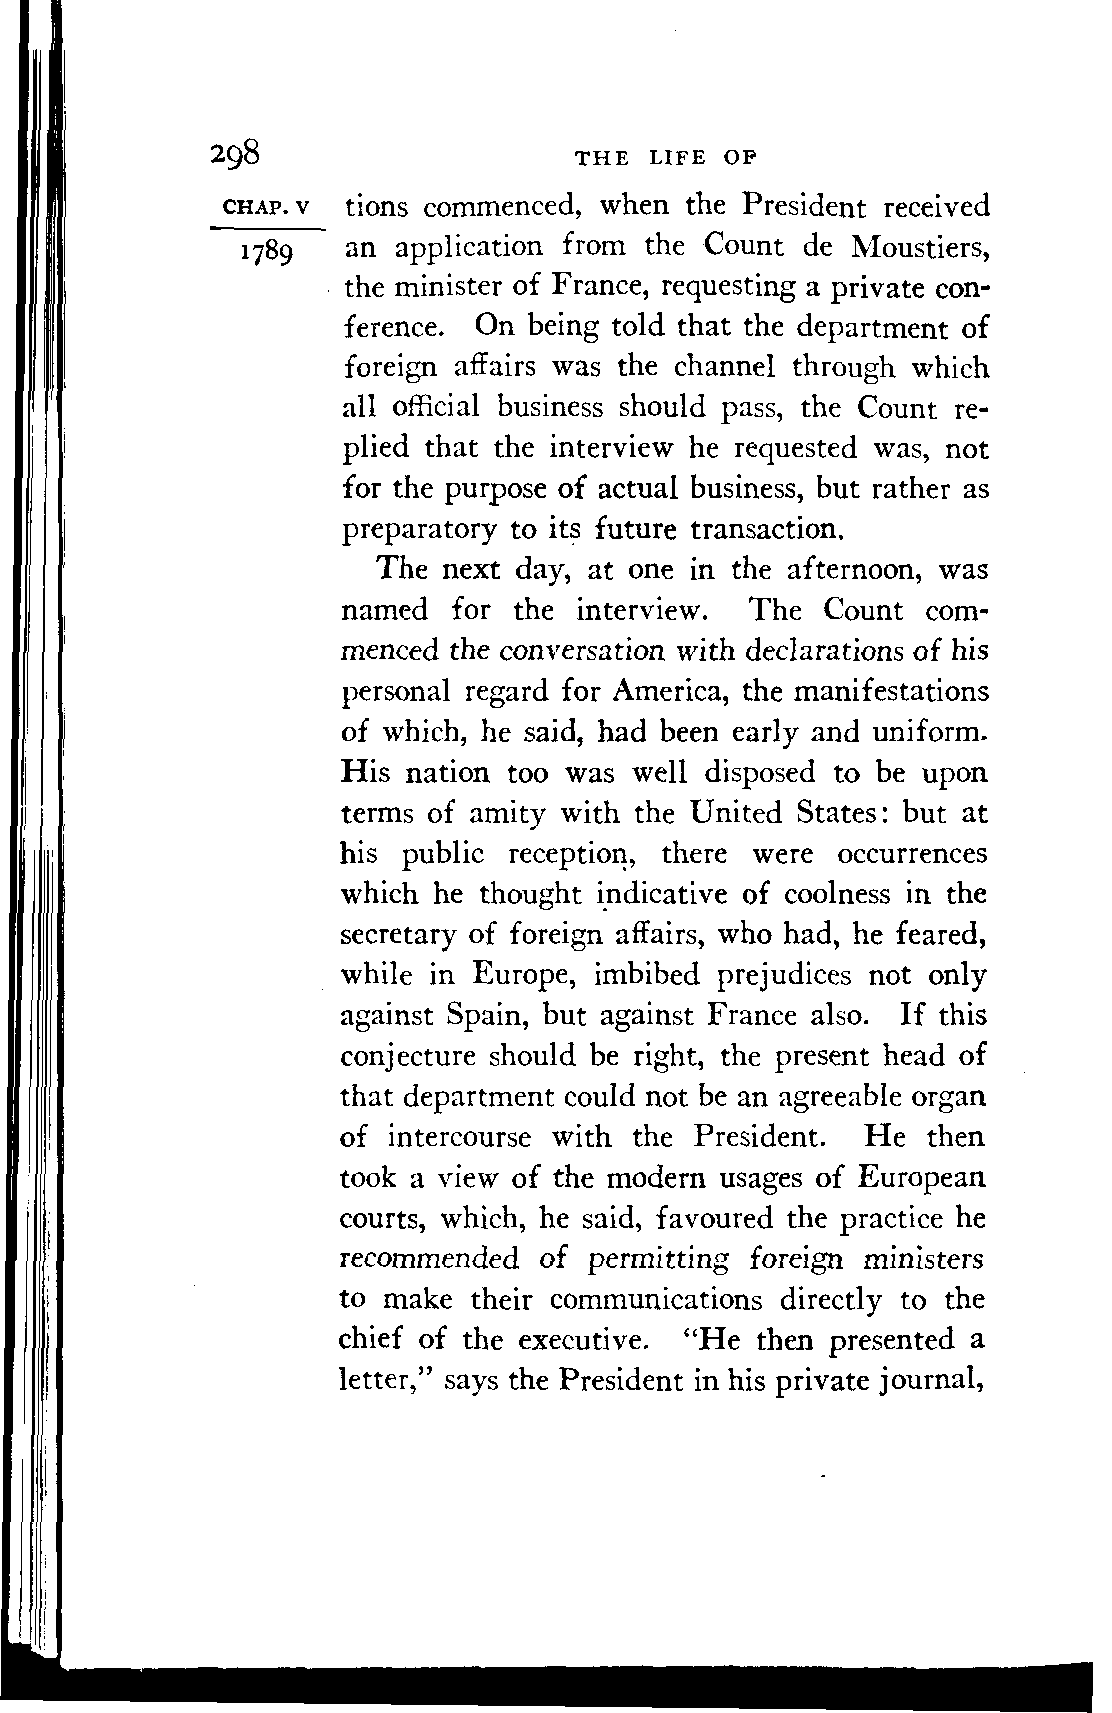 298 THE LIFE OF
CHAP. V tions commenced, when the President received
1789 an application from the Count de Moustiers,
the minister of France, requesting a private con-
ference. On being told that the department of
foreign affairs was the channel through which
all official business should pass, the Count re-
plied that the interview he requested was, not
for the purpose of actual business, but rather as
preparatory to its future transaction.
The next day, at one in the afternoon, was
named for the interview. The Count com-
menced the conversation with declarations of his
personal regard for America, the manifestations
of which, he said, had been early and uniform.
His nation too was well disposed to be upon
terms of amity with the United States: but at
his public reception, there were occurrences
which he thought indicative of coolness in the
secretary of foreign affairs, who had, he feared,
while in Europe, imbibed prejudices not only
against Spain, but against France also. If this
conjecture should be right, the present head of
that department could not be an agreeable organ
of intercourse with the President. He then
took a view of the modern usages of European
courts, which, he said, favoured the practice he
recommended of permitting foreign ministers
to make their communications directly to the
chief of the executive. "He then presented a
letter," says the President in his private journal,